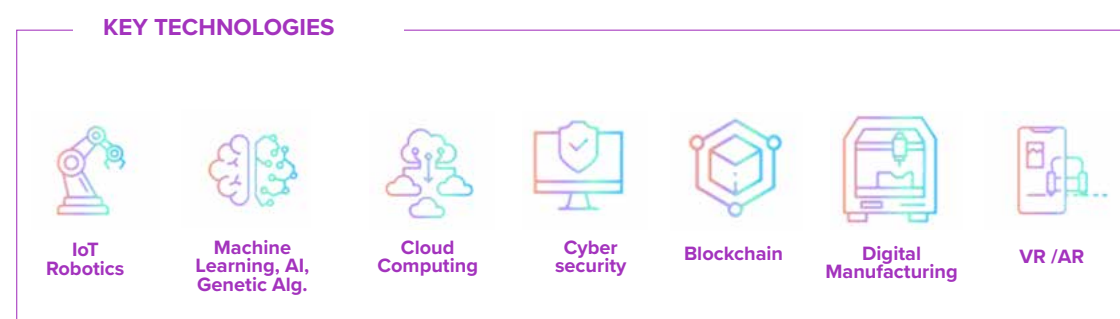 KEY TECHNOLOGIES
IoT
Robotics
Machine
Learning, AI,
Genetic Alg.
Cloud
Computing
Cyber
security
Blockchain
Digital
Manufacturing
VR /AR